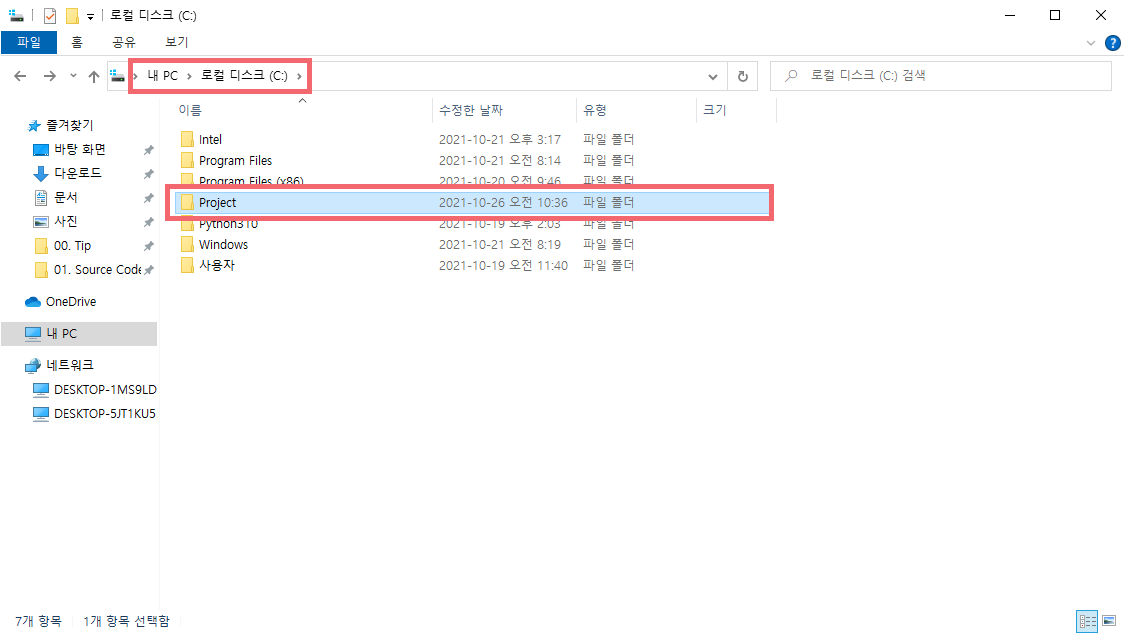 로컬 디스크 (C:)
파일 홈 공유 보기
내 PC > 로컬 디스크 (C:) > 로컬 디스크 (C:) 검색
이름 수정한 날짜 유형 크기
즐겨찾기
바탕 화면
다운로드
문서
사진
00. Tip
01. Source Code
OneDrive
내 PC
네트워크
DESKTOP-1MS9LD
DESKTOP-5JT1KU5
Intel 2021-10-21 오후 3:17 파일 폴더
Program Files 2021-10-21 오전 8:14 파일 폴더
Program Files (x86) 2021-10-20 오전 9:46 파일 폴더
Project 2021-10-26 오전 10:36 파일 폴더
Python310 2021-10-19 오후 2:03 파일 폴더
Windows 2021-10-21 오전 8:19 파일 폴더
사용자 2021-10-19 오전 11:40 파일 폴더
7개 항목 1개 항목 선택함